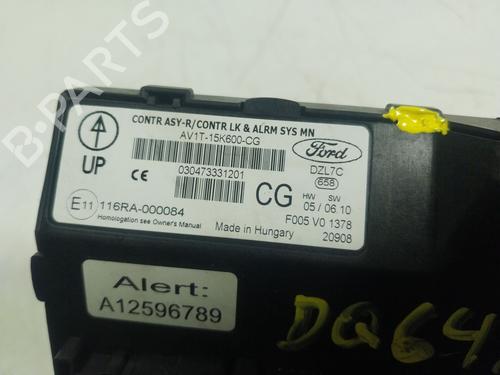 CONTR ASY-R/CONTR LK & ALRM SYS MN
AV1T-15K600-CG
Ford
DZL7C
658
UP
CE
030473331201
CG
HW SW
05 / 06.10
E11 116RA-000084
Homologation see Owner's Manual
Made in Hungary
F005 V0 1378
20908
Alert:
A12596789
DQ64
B-Parts